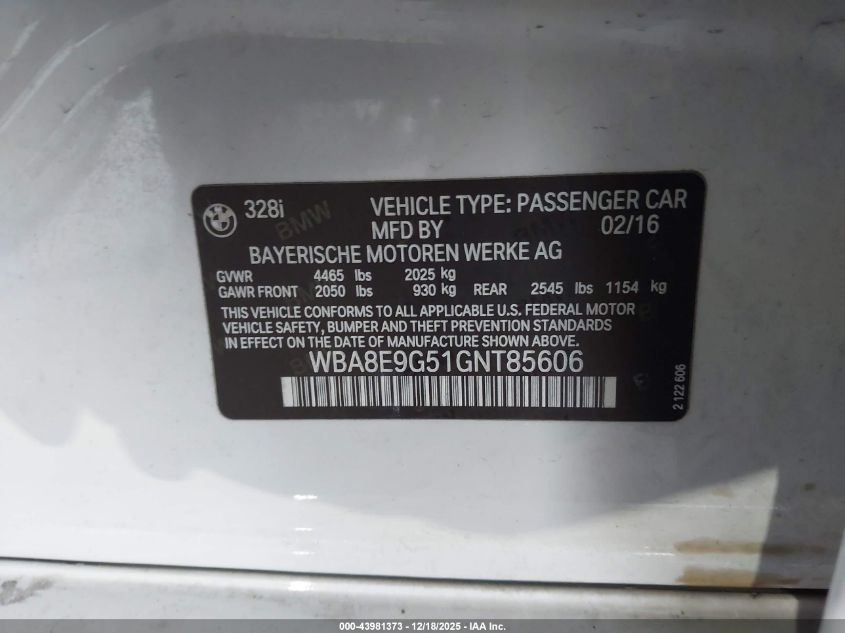 328i VEHICLE TYPE: PASSENGER CAR
MFD BY 02/16
BAYERISCHE MOTOREN WERKE AG
GVWR 4465 lbs 2025 kg
GAWR FRONT 2050 lbs 930 kg REAR 2545 lbs 1154 kg
THIS VEHICLE CONFORMS TO ALL APPLICABLE U.S. FEDERAL MOTOR
VEHICLE SAFETY, BUMPER AND THEFT PREVENTION STANDARDS
IN EFFECT ON THE DATE OF MANUFACTURE SHOWN ABOVE.
WBA8E9G51GNT85606
2 122 606
000-43981373 - 12/18/2025 - IAA Inc.